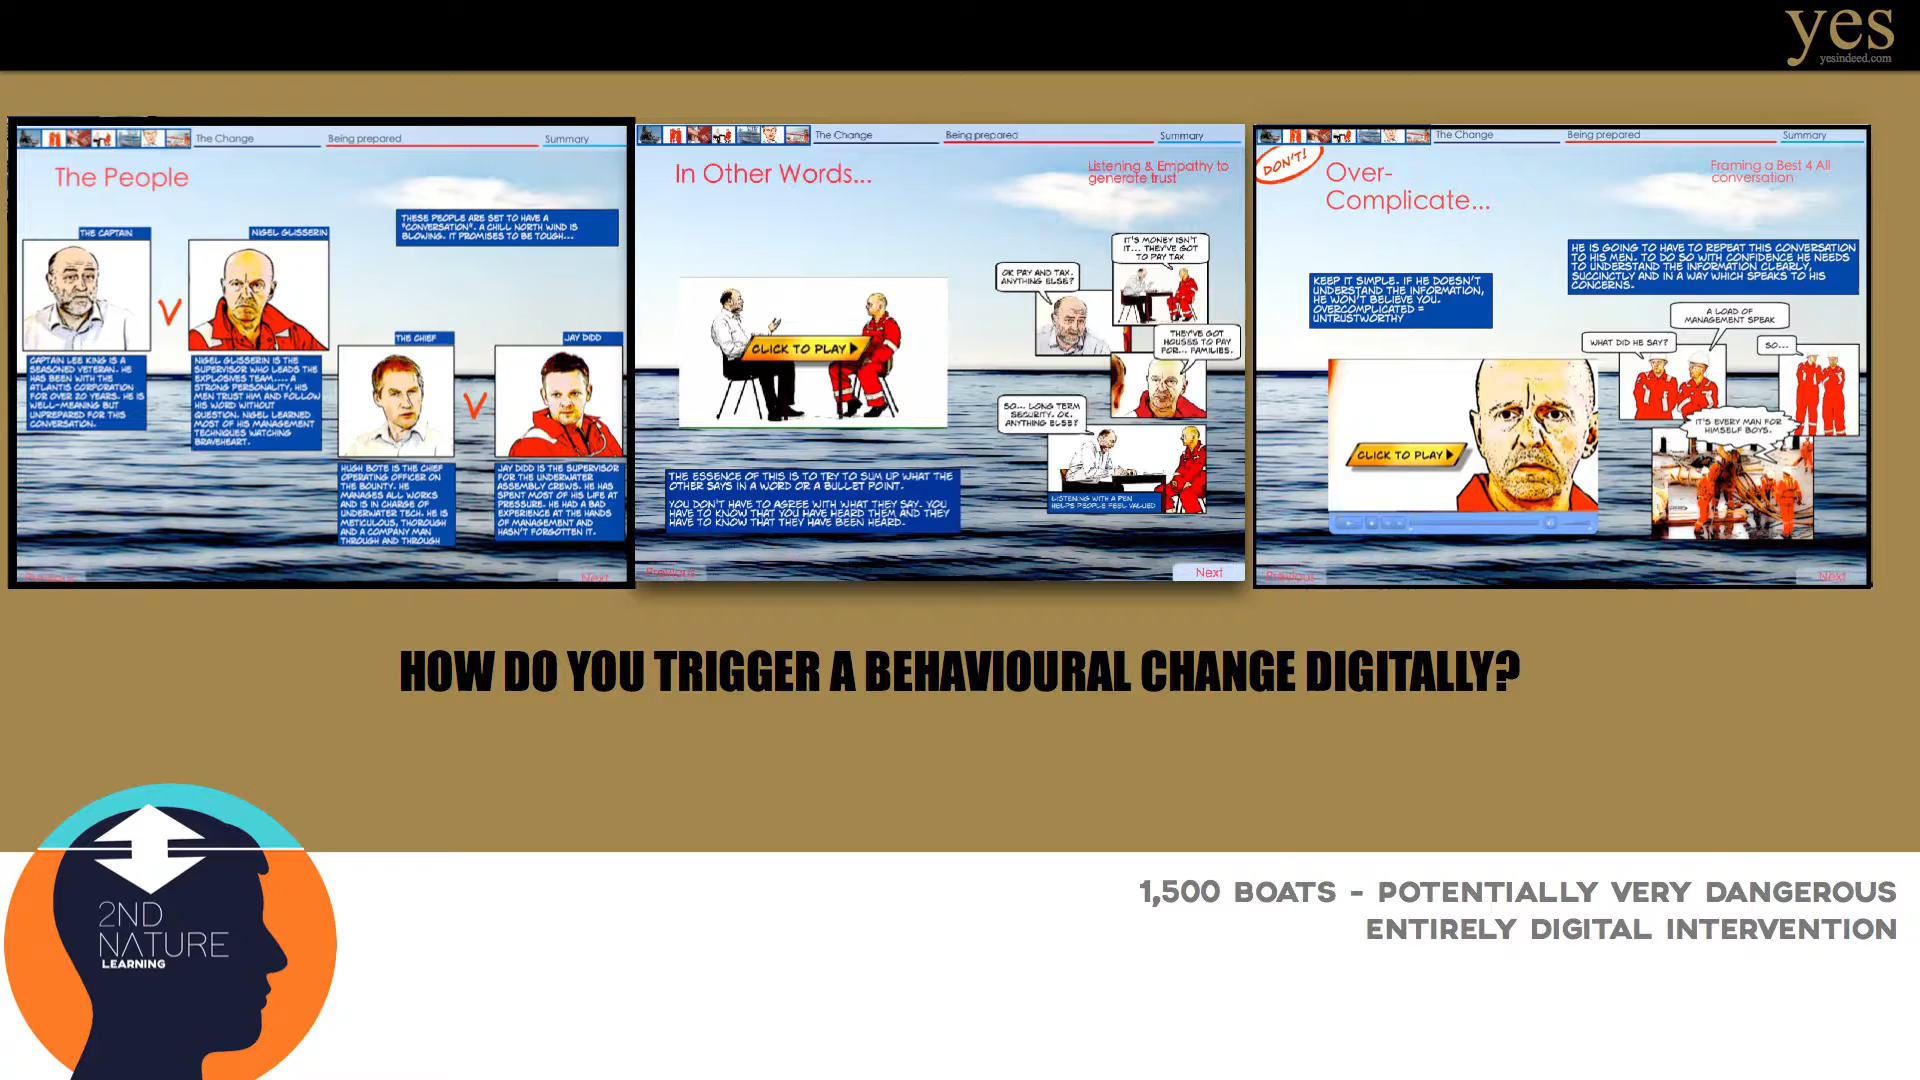 yes
yesindeed.com
The Change
Being prepared
Summary
The People
THESE PEOPLE ARE SET TO HAVE A
"CONVERSATION". A CHILL NORTH WIND IS
BLOWING. IT PROMISES TO BE TOUGH...
THE CAPTAIN
NIGEL GLISSERIN
V
CAPTAIN LEE KING IS A
SEASONED VETERAN. HE
HAS BEEN WITH THE
ATLANTIS CORPORATION
FOR OVER 20 YEARS. HE IS
WELL-MEANING BUT
UNPREPARED FOR THIS
CONVERSATION.
NIGEL GLISSERIN IS THE
SUPERVISOR WHO LEADS THE
EXPLOSIVES TEAM.... A
STRONG PERSONALITY, HIS
MEN TRUST HIM AND FOLLOW
HIS WORD WITHOUT
QUESTION. NIGEL LEARNED
MOST OF HIS MANAGEMENT
TECHNIQUES WATCHING
BRAVEHEART.
THE CHIEF
JAY DIDD
V
HUGH BOTE IS THE CHIEF
OPERATING OFFICER ON
THE BOUNTY. HE
MANAGES ALL WORKS
AND IS IN CHARGE OF
UNDERWATER TECH. HE IS
METICULOUS, THOROUGH
AND A COMPANY MAN
THROUGH AND THROUGH
JAY DIDD IS THE SUPERVISOR
FOR THE UNDERWATER
ASSEMBLY CREWS. HE HAS
SPENT MOST OF HIS LIFE AT
PRESSURE. HE HAD A BAD
EXPERIENCE AT THE HANDS
OF MANAGEMENT AND
HASN'T FORGOTTEN IT.
Previous
Next
The Change
Being prepared
Summary
In Other Words...
Listening & Empathy to
generate trust
IT'S MONEY ISN'T
IT... THEY'VE GOT
TO PAY TAX
OK PAY AND TAX.
ANYTHING ELSE?
CLICK TO PLAY
THEY'VE GOT
HOUSES TO PAY
FOR... FAMILIES.
SO... LONG TERM
SECURITY. OK.
ANYTHING ELSE?
LISTENING WITH A PEN
HELPS PEOPLE FEEL VALUED
THE ESSENCE OF THIS IS TO TRY TO SUM UP WHAT THE
OTHER SAYS IN A WORD OR A BULLET POINT.
YOU DON'T HAVE TO AGREE WITH WHAT THEY SAY. YOU
HAVE TO KNOW THAT YOU HAVE HEARD THEM AND THEY
HAVE TO KNOW THAT THEY HAVE BEEN HEARD.
Previous
Next
The Change
Being prepared
Summary
DON'T!
Over-
Complicate...
Framing a Best 4 All
conversation
HE IS GOING TO HAVE TO REPEAT THIS CONVERSATION
TO HIS MEN. TO DO SO WITH CONFIDENCE HE NEEDS
TO UNDERSTAND THE INFORMATION CLEARLY,
SUCCINCTLY AND IN A WAY WHICH SPEAKS TO HIS
CONCERNS.
KEEP IT SIMPLE. IF HE DOESN'T
UNDERSTAND THE INFORMATION,
HE WON'T BELIEVE YOU.
OVERCOMPLICATED =
UNTRUSTWORTHY
A LOAD OF
MANAGEMENT SPEAK
WHAT DID HE SAY?
SO...
IT'S EVERY MAN FOR
HIMSELF BOYS.
CLICK TO PLAY
Previous
Next
HOW DO YOU TRIGGER A BEHAVIOURAL CHANGE DIGITALLY?
2ND
NATURE
LEARNING
1,500 BOATS - POTENTIALLY VERY DANGEROUS
ENTIRELY DIGITAL INTERVENTION